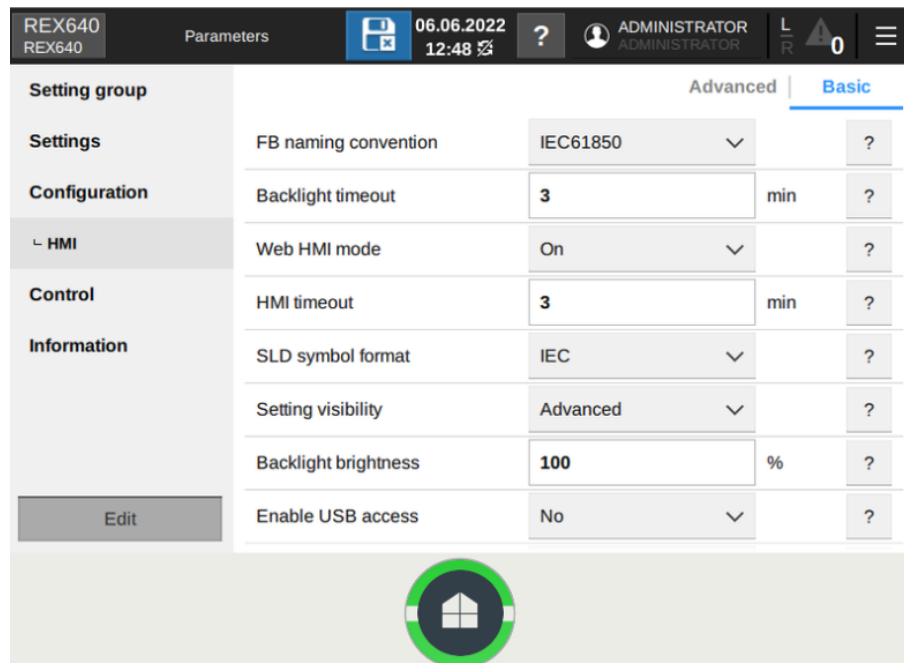 REX640
REX640
Parameters
06.06.2022
12:48
?
ADMINISTRATOR
ADMINISTRATOR
L
R
0
Setting group
Settings
Configuration
HMI
Control
Information
Edit
Advanced
Basic
FB naming convention IEC61850 ?
Backlight timeout 3 min ?
Web HMI mode On ?
HMI timeout 3 min ?
SLD symbol format IEC ?
Setting visibility Advanced ?
Backlight brightness 100 % ?
Enable USB access No ?